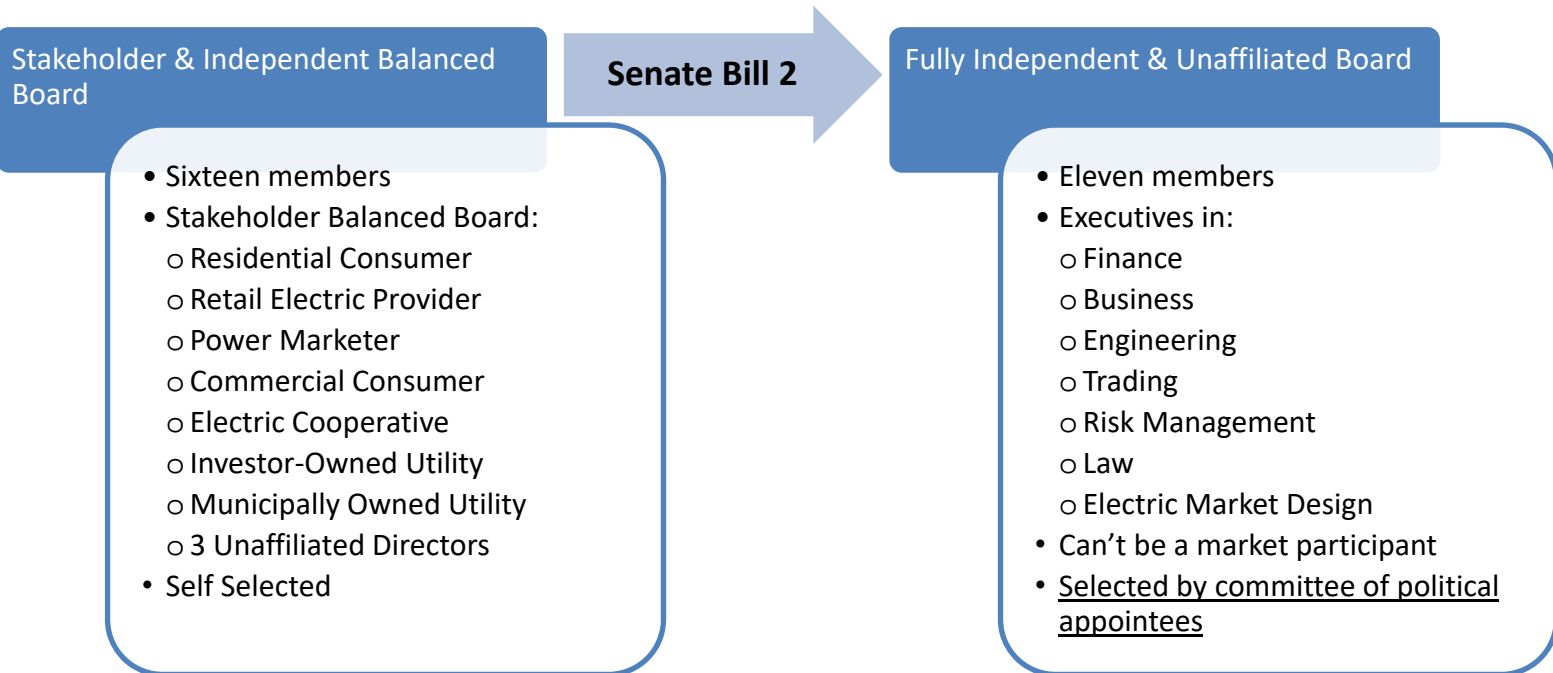 Stakeholder & Independent Balanced
Board
Senate Bill 2
Fully Independent & Unaffiliated Board
• Sixteen members
• Stakeholder Balanced Board:
o Residential Consumer
o Retail Electric Provider
o Power Marketer
o Commercial Consumer
o Electric Cooperative
o Investor-Owned Utility
o Municipally Owned Utility
o 3 Unaffiliated Directors
• Self Selected
• Eleven members
• Executives in:
o Finance
o Business
o Engineering
o Trading
o Risk Management
o Law
o Electric Market Design
• Can’t be a market participant
• Selected by committee of political
appointees